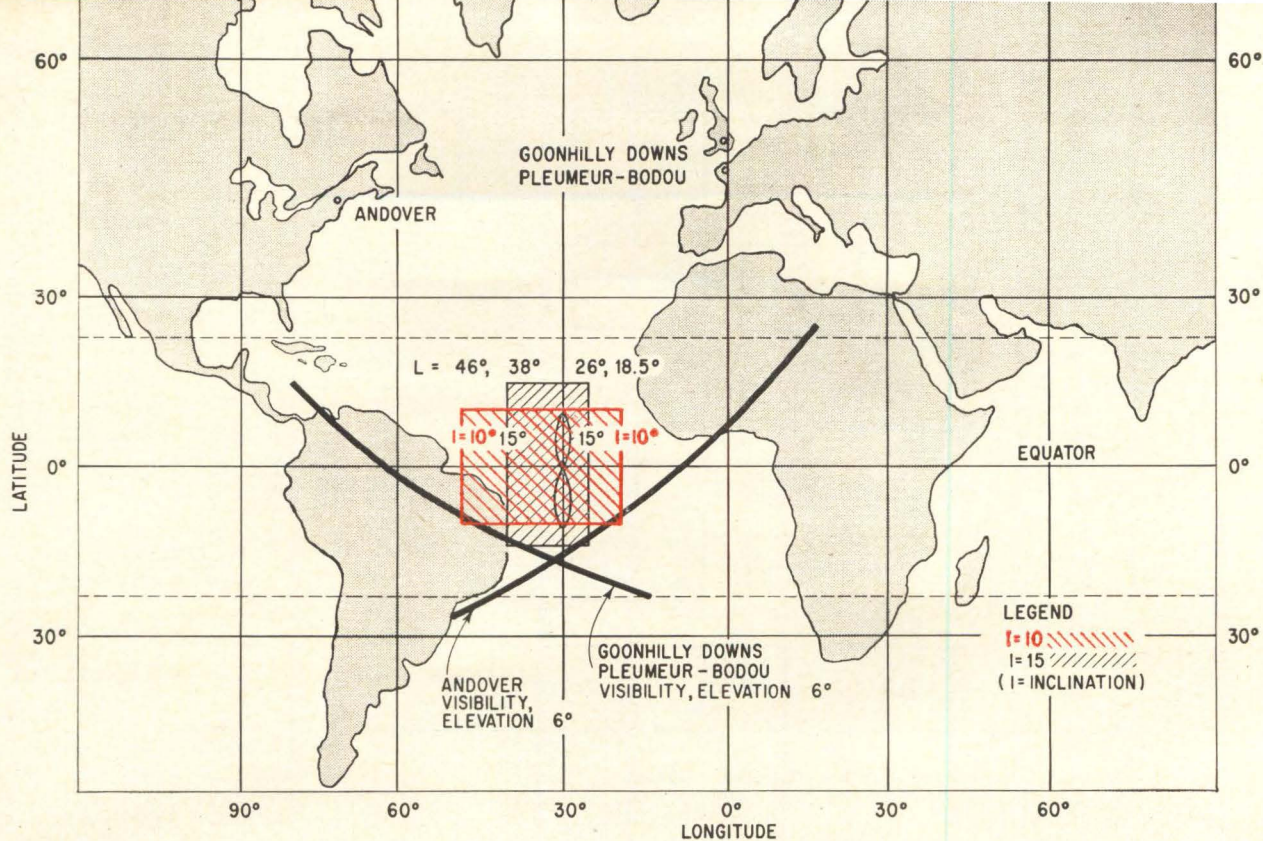 60°
60°
GOONHILLY DOWNS
PLEUMEUR-BODOU
ANDOVER
30°
30°
L = 46°, 38° 26°, 18.5°
I=10° 15° 15° I=10°
LATITUDE
0°
EQUATOR
0°
30°
30°
LEGEND
I=10
I=15
(I=INCLINATION)
ANDOVER
VISIBILITY,
ELEVATION 6°
GOONHILLY DOWNS
PLEUMEUR-BODOU
VISIBILITY, ELEVATION 6°
90° 60° 30° 0° 30° 60°
LONGITUDE